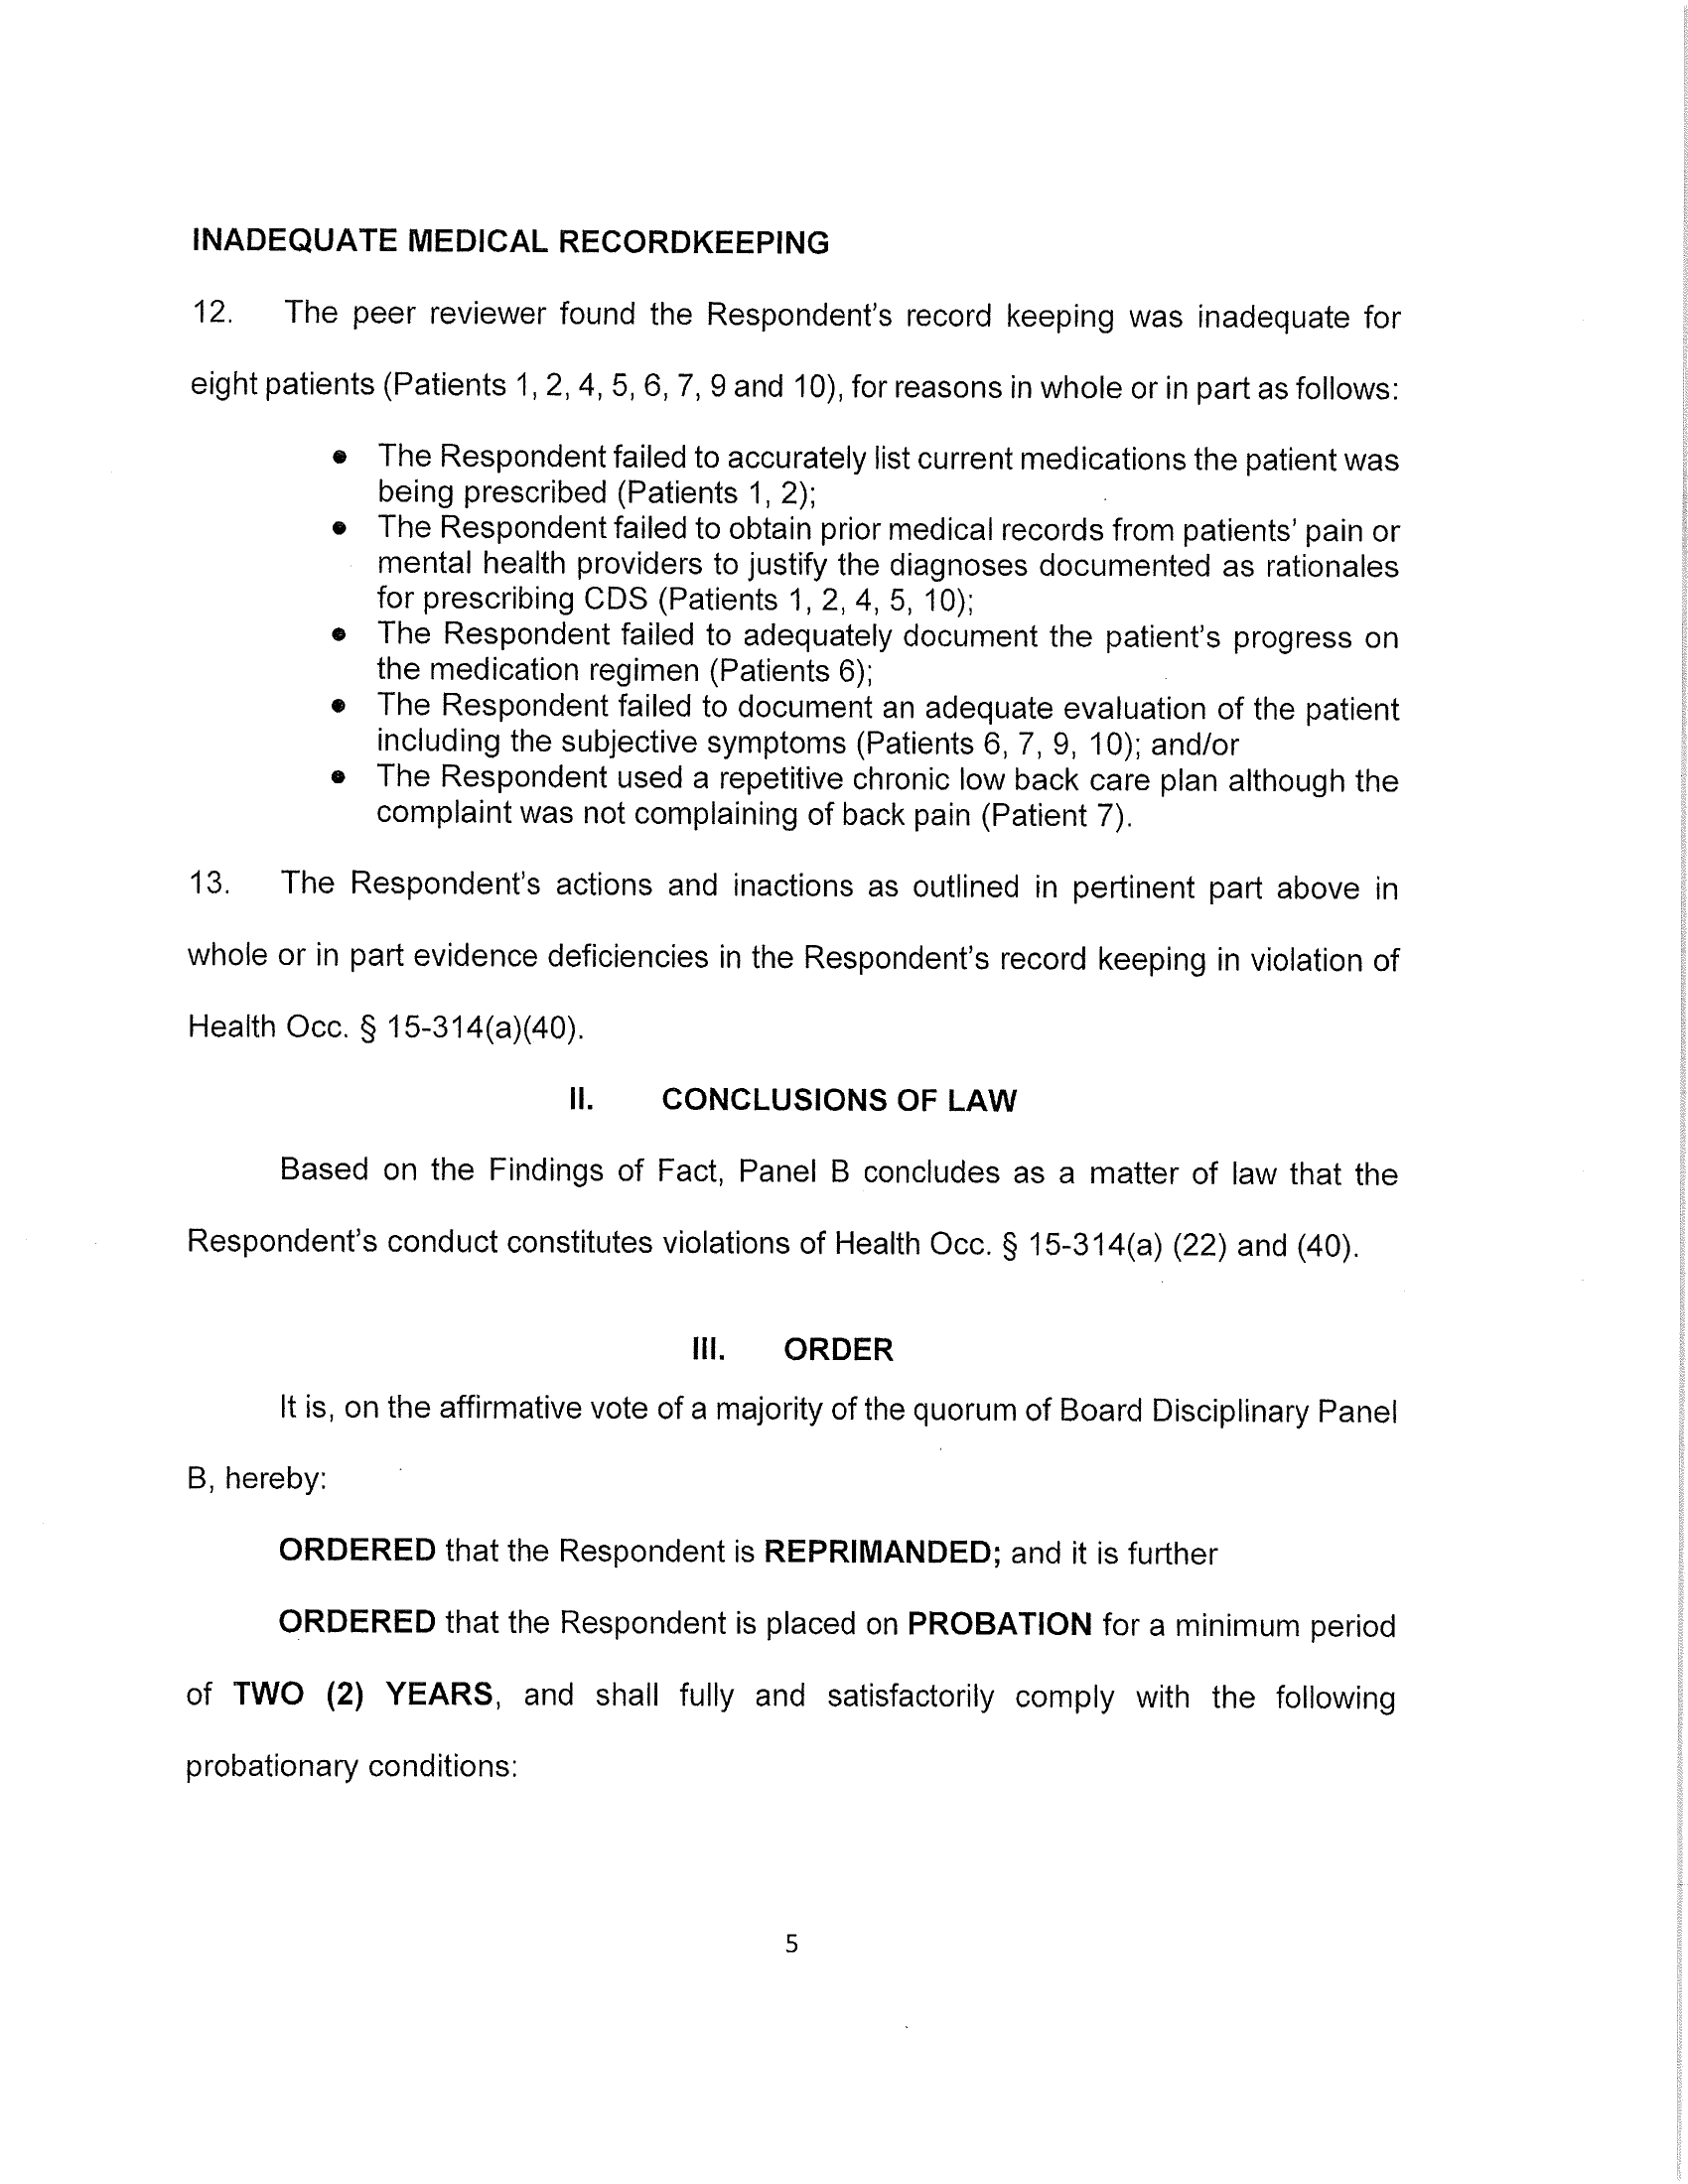 INADEQUATE MEDICAL RECORDKEEPING
12. The peer reviewer found the Respondent's record keeping was inadequate for
eight patients (Patients 1, 2, 4, 5, 6, 7, 9 and 10), for reasons in whole or in part as follows:
● The Respondent failed to accurately list current medications the patient was
being prescribed (Patients 1, 2);
● The Respondent failed to obtain prior medical records from patients' pain or
mental health providers to justify the diagnoses documented as rationales
for prescribing CDS (Patients 1, 2, 4, 5, 10);
● The Respondent failed to adequately document the patient's progress on
the medication regimen (Patients 6);
● The Respondent failed to document an adequate evaluation of the patient
including the subjective symptoms (Patients 6, 7, 9, 10); and/or
● The Respondent used a repetitive chronic low back care plan although the
complaint was not complaining of back pain (Patient 7).
13. The Respondent's actions and inactions as outlined in pertinent part above in
whole or in part evidence deficiencies in the Respondent's record keeping in violation of
Health Occ. § 15-314(a)(40).
II. CONCLUSIONS OF LAW
Based on the Findings of Fact, Panel B concludes as a matter of law that the
Respondent's conduct constitutes violations of Health Occ. § 15-314(a) (22) and (40).
III. ORDER
It is, on the affirmative vote of a majority of the quorum of Board Disciplinary Panel
B, hereby:
ORDERED that the Respondent is REPRIMANDED; and it is further
ORDERED that the Respondent is placed on PROBATION for a minimum period
of TWO (2) YEARS, and shall fully and satisfactorily comply with the following
probationary conditions:
5